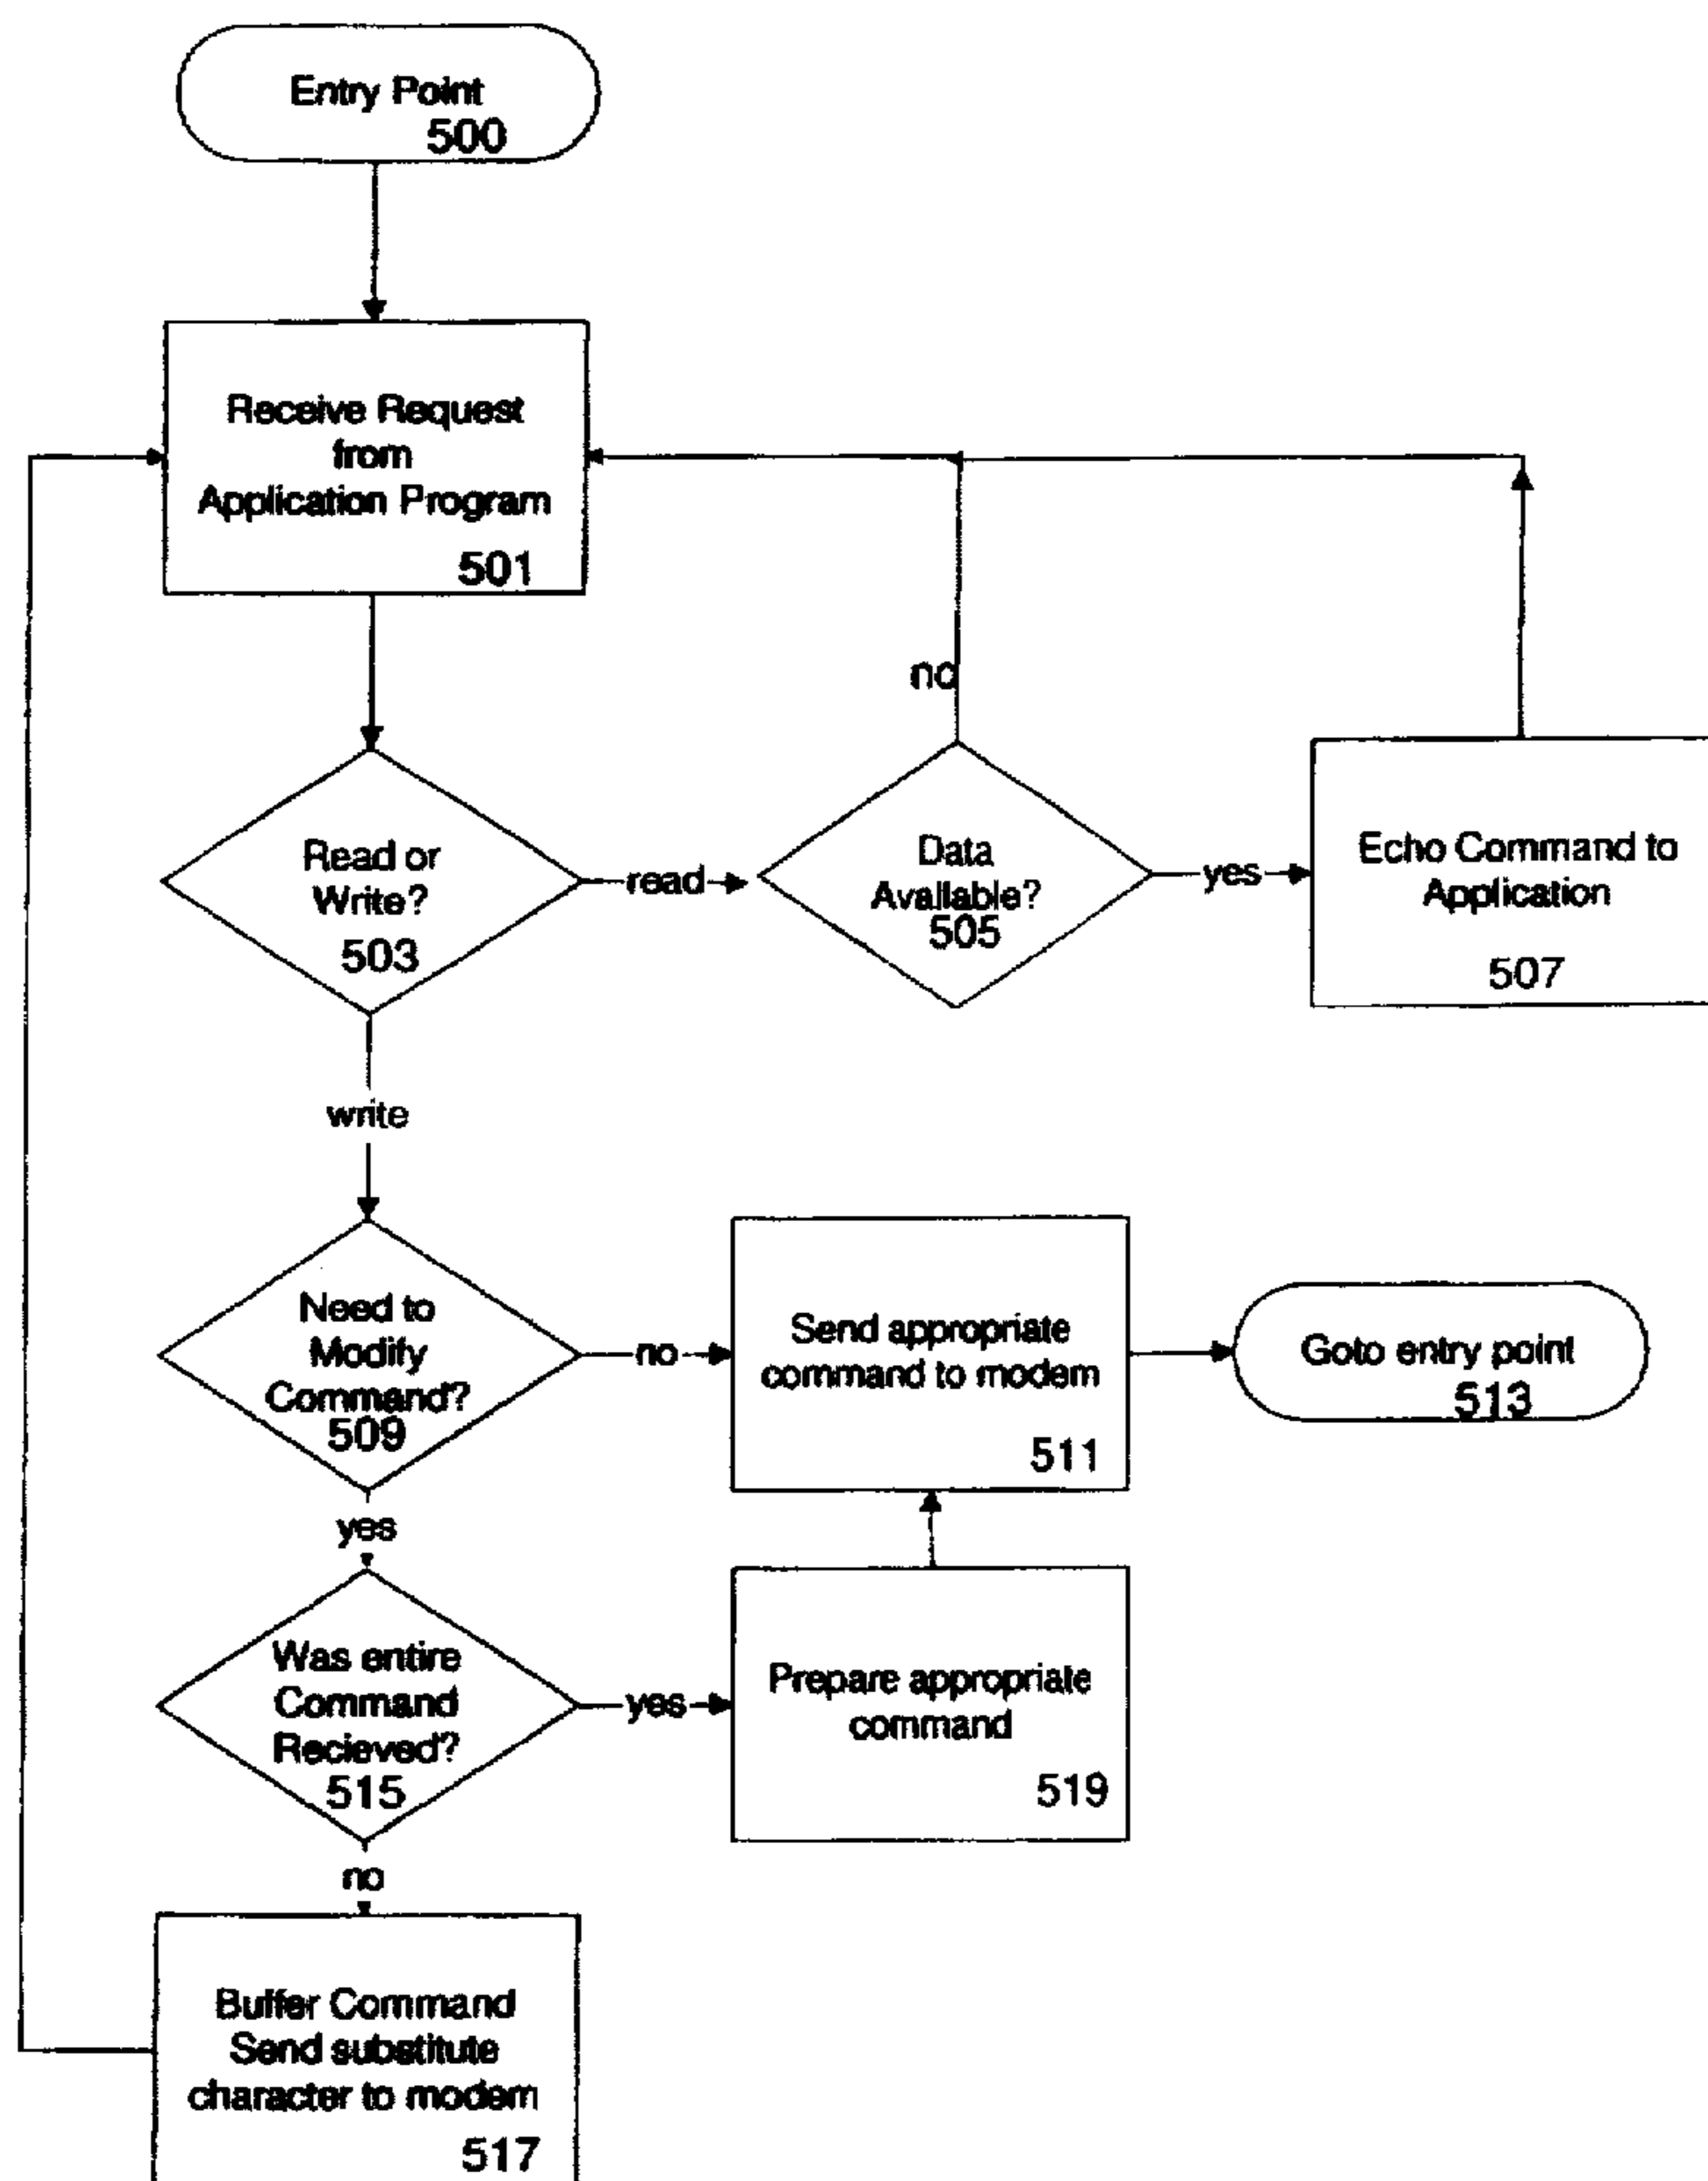 Entry Point
500
Receive Request
from
Application Program
501
no
Read or
Write?
503
read
Data
Available?
505
yes
Echo Command to
Application
507
write
Need to
Modify
Command?
509
no
Send appropriate
command to modem
511
Goto entry point
513
yes
Was entire
Command
Recieved?
515
yes
Prepare appropriate
command
519
no
Buffer Command
Send substitute
character to modem
517